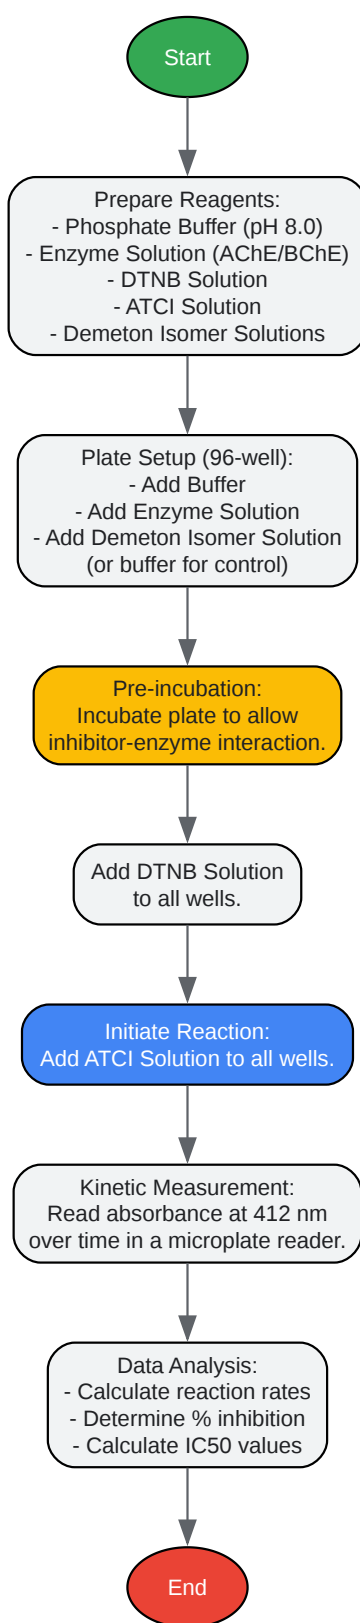 Start
Prepare Reagents:
- Phosphate Buffer (pH 8.0)
- Enzyme Solution (AChE/BChE)
- DTNB Solution
- ATCI Solution
- Demeton Isomer Solutions
Plate Setup (96-well):
- Add Buffer
- Add Enzyme Solution
- Add Demeton Isomer Solution
(or buffer for control)
Pre-incubation:
Incubate plate to allow
inhibitor-enzyme interaction.
Add DTNB Solution
to all wells.
Initiate Reaction:
Add ATCI Solution to all wells.
Kinetic Measurement:
Read absorbance at 412 nm
over time in a microplate reader.
Data Analysis:
- Calculate reaction rates
- Determine % inhibition
- Calculate IC50 values
End